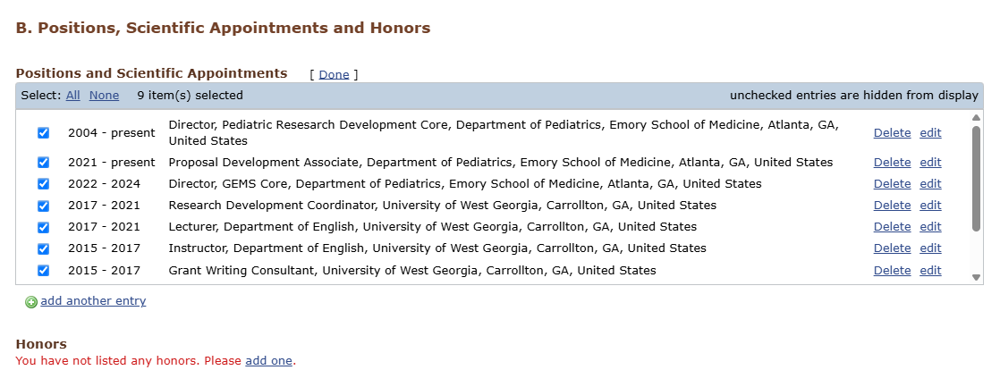 B. Positions, Scientific Appointments and Honors
Positions and Scientific Appointments [ Done ]
Select: All None 9 item(s) selected unchecked entries are hidden from display
2004 - present Director, Pediatric Resesarch Development Core, Department of Pediatrics, Emory School of Medicine, Atlanta, GA,
United States Delete edit
2021 - present Proposal Development Associate, Department of Pediatrics, Emory School of Medicine, Atlanta, GA, United States Delete edit
2022 - 2024 Director, GEMS Core, Department of Pediatrics, Emory School of Medicine, Atlanta, GA, United States Delete edit
2017 - 2021 Research Development Coordinator, University of West Georgia, Carrollton, GA, United States Delete edit
2017 - 2021 Lecturer, Department of English, University of West Georgia, Carrollton, GA, United States Delete edit
2015 - 2017 Instructor, Department of English, University of West Georgia, Carrollton, GA, United States Delete edit
2015 - 2017 Grant Writing Consultant, University of West Georgia, Carrollton, GA, United States Delete edit
add another entry
Honors
You have not listed any honors. Please add one.